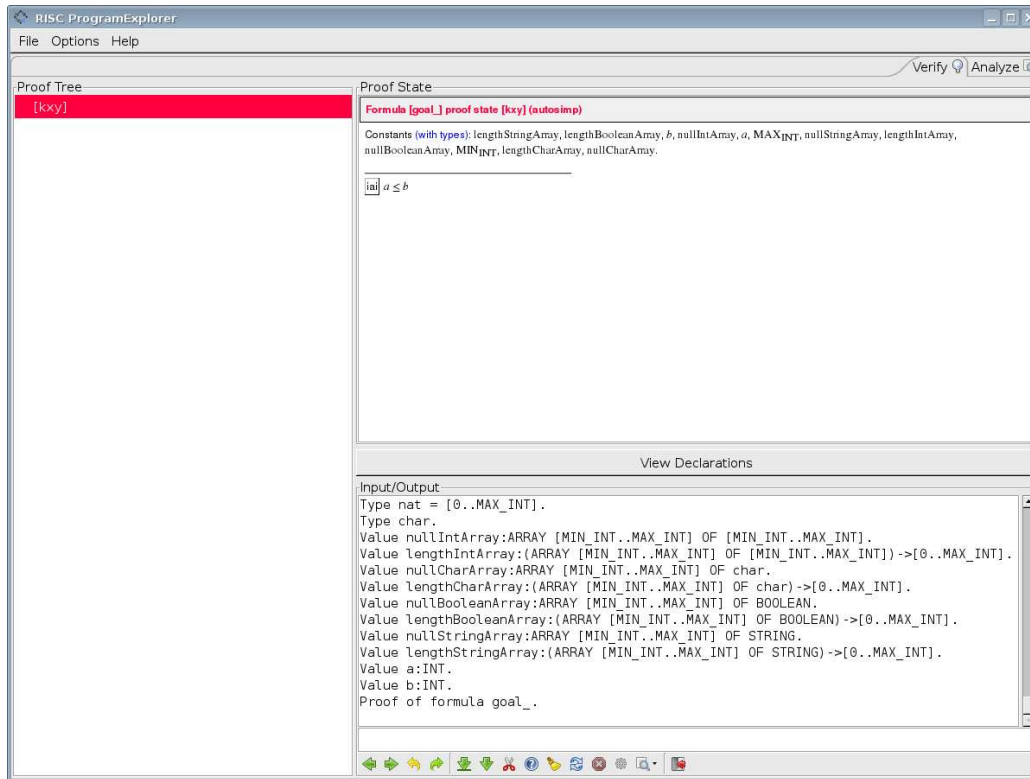 RISC ProgramExplorer
File Options Help
Verify Analyze
Proof Tree
[kxy]
Proof State
Formula [goal_] proof state [kxy] (autosimp)
Constants (with types): lengthStringArray, lengthBooleanArray, b, nullIntArray, a, MAX_INT, nullStringArray, lengthIntArray,
nullBooleanArray, MIN_INT, lengthCharArray, nullCharArray.
iai a ≤ b
View Declarations
Input/Output
Type nat = [0..MAX_INT].
Type char.
Value nullIntArray:ARRAY [MIN_INT..MAX_INT] OF [MIN_INT..MAX_INT].
Value lengthIntArray:(ARRAY [MIN_INT..MAX_INT] OF [MIN_INT..MAX_INT])->[0..MAX_INT].
Value nullCharArray:ARRAY [MIN_INT..MAX_INT] OF char.
Value lengthCharArray:(ARRAY [MIN_INT..MAX_INT] OF char)->[0..MAX_INT].
Value nullBooleanArray:ARRAY [MIN_INT..MAX_INT] OF BOOLEAN.
Value lengthBooleanArray:(ARRAY [MIN_INT..MAX_INT] OF BOOLEAN)->[0..MAX_INT].
Value nullStringArray:ARRAY [MIN_INT..MAX_INT] OF STRING.
Value lengthStringArray:(ARRAY [MIN_INT..MAX_INT] OF STRING)->[0..MAX_INT].
Value a:INT.
Value b:INT.
Proof of formula goal_.